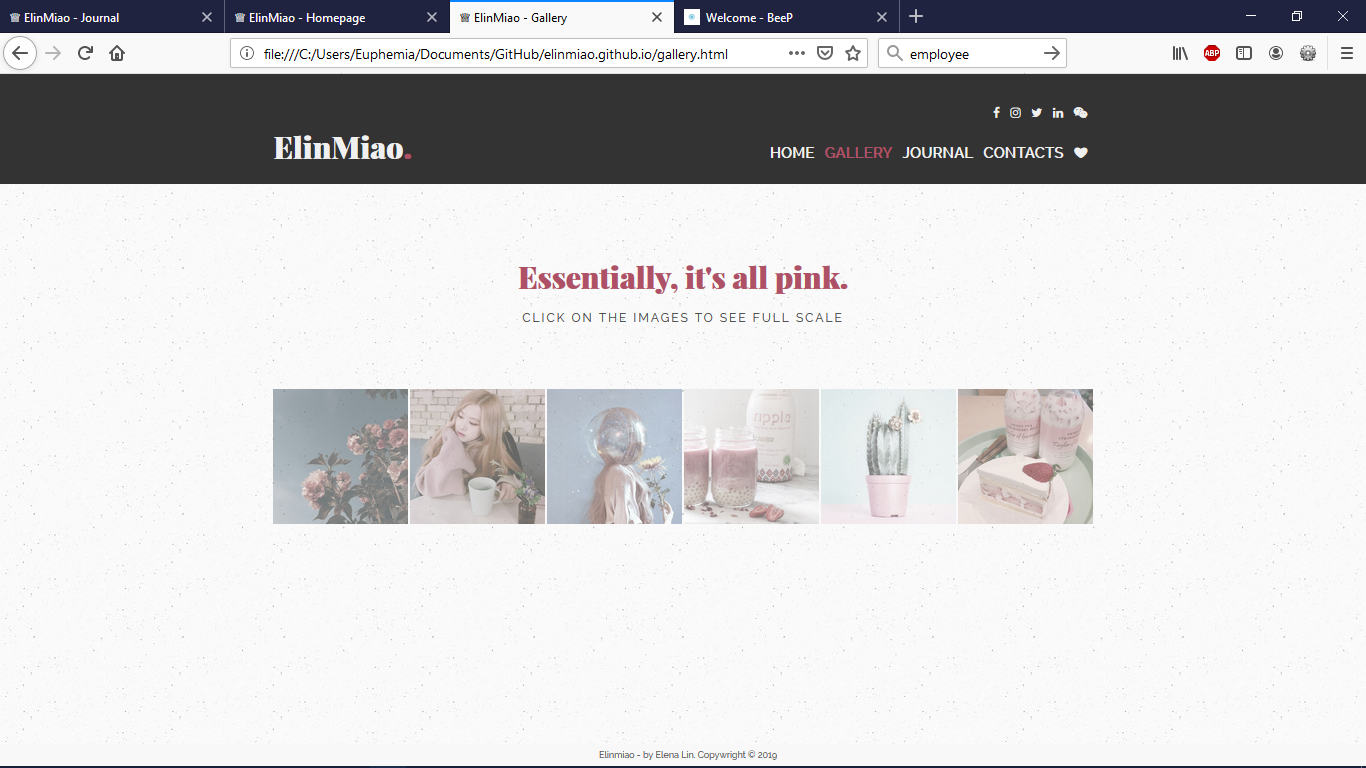 ElinMiao - Journal
ElinMiao - Homepage
ElinMiao - Gallery
Welcome - BeeP
file:///C:/Users/Euphemia/Documents/GitHub/elinmiao.github.io/gallery.html
employee
ABP
ElinMiao.
HOME GALLERY JOURNAL CONTACTS
Essentially, it's all pink.
CLICK ON THE IMAGES TO SEE FULL SCALE
ripple
Elinmiao - by Elena Lin. Copywright © 2019